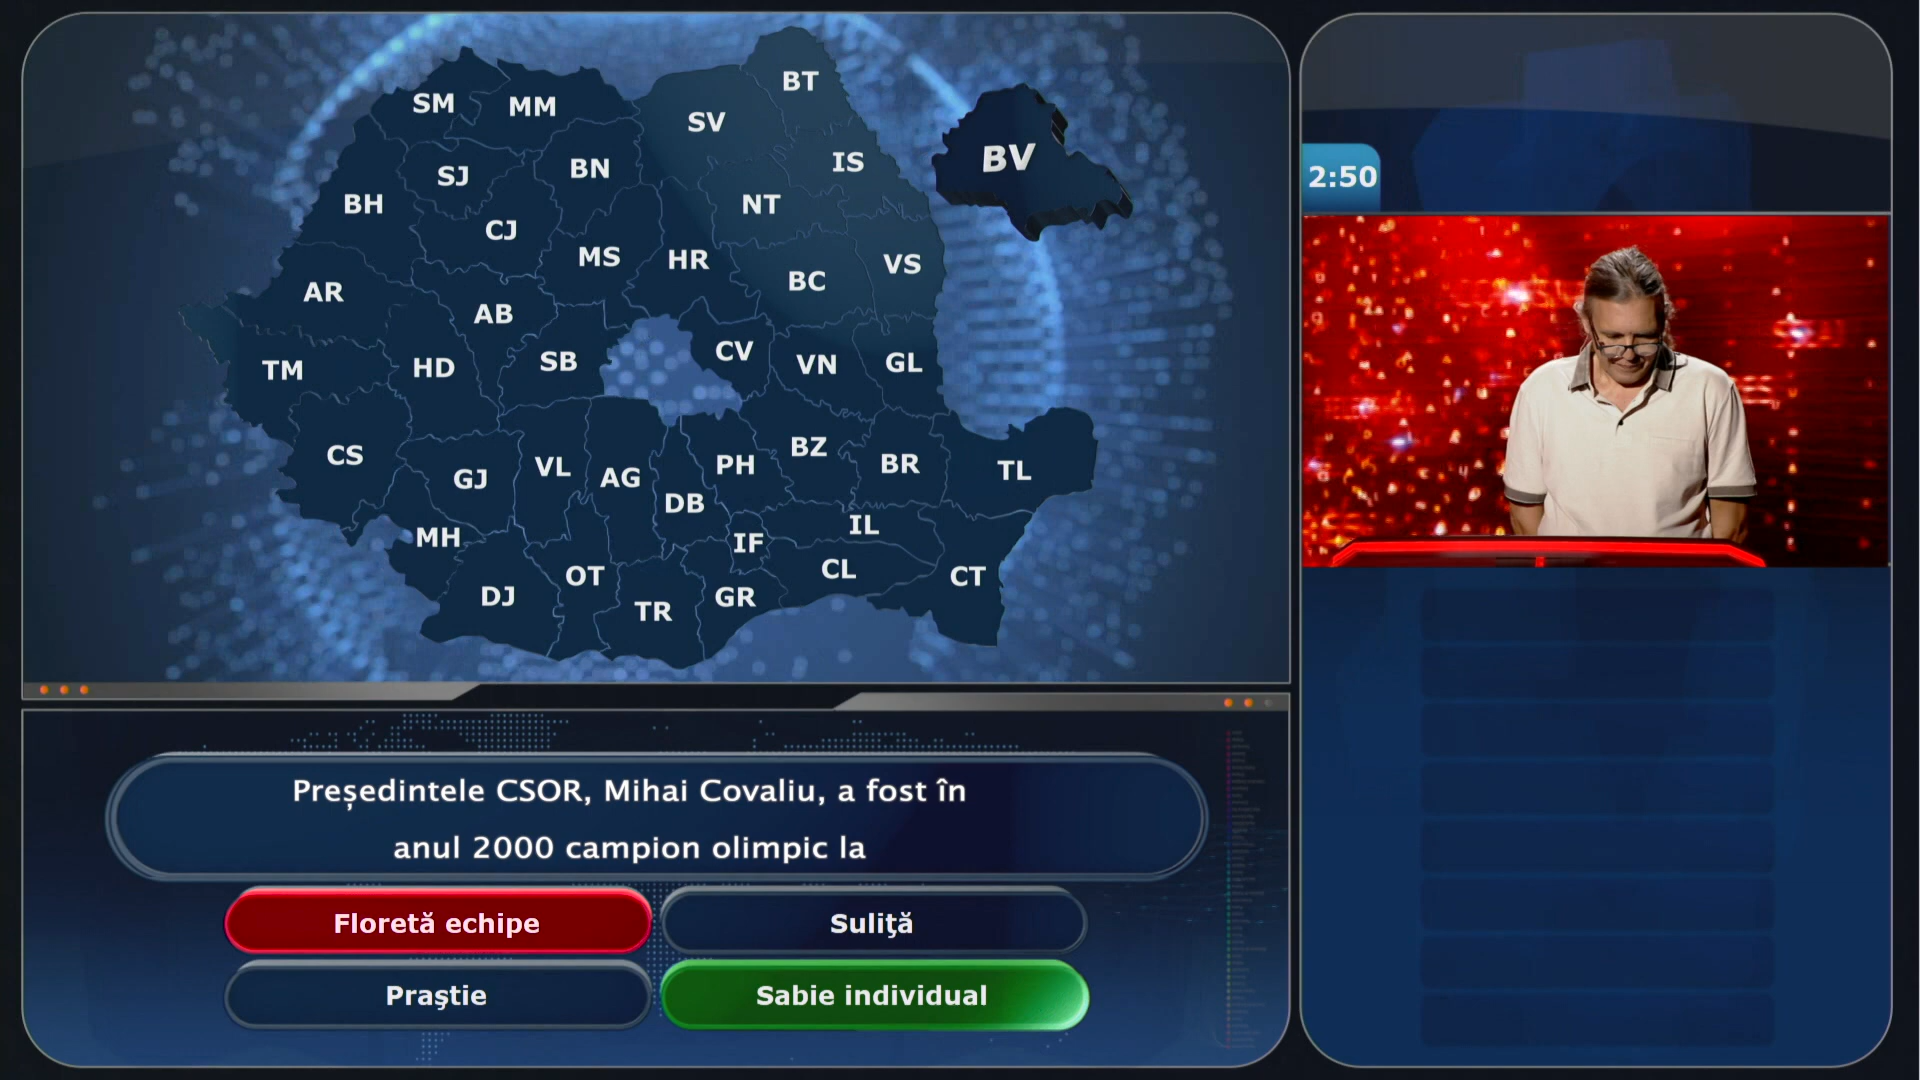 BT
SM
MM
SV
BV
IS
BN
SJ
BH
NT
CJ
MS
HR
VS
BC
AR
AB
CV
SB
VN
GL
TM
HD
BZ
CS
VL
PH
BR
TL
GJ
AG
DB
IL
MH
IF
CL
OT
CT
DJ
GR
TR
2:50
Președintele CSOR, Mihai Covaliu, a fost în
anul 2000 campion olimpic la
Floretă echipe
Suliţă
Praştie
Sabie individual